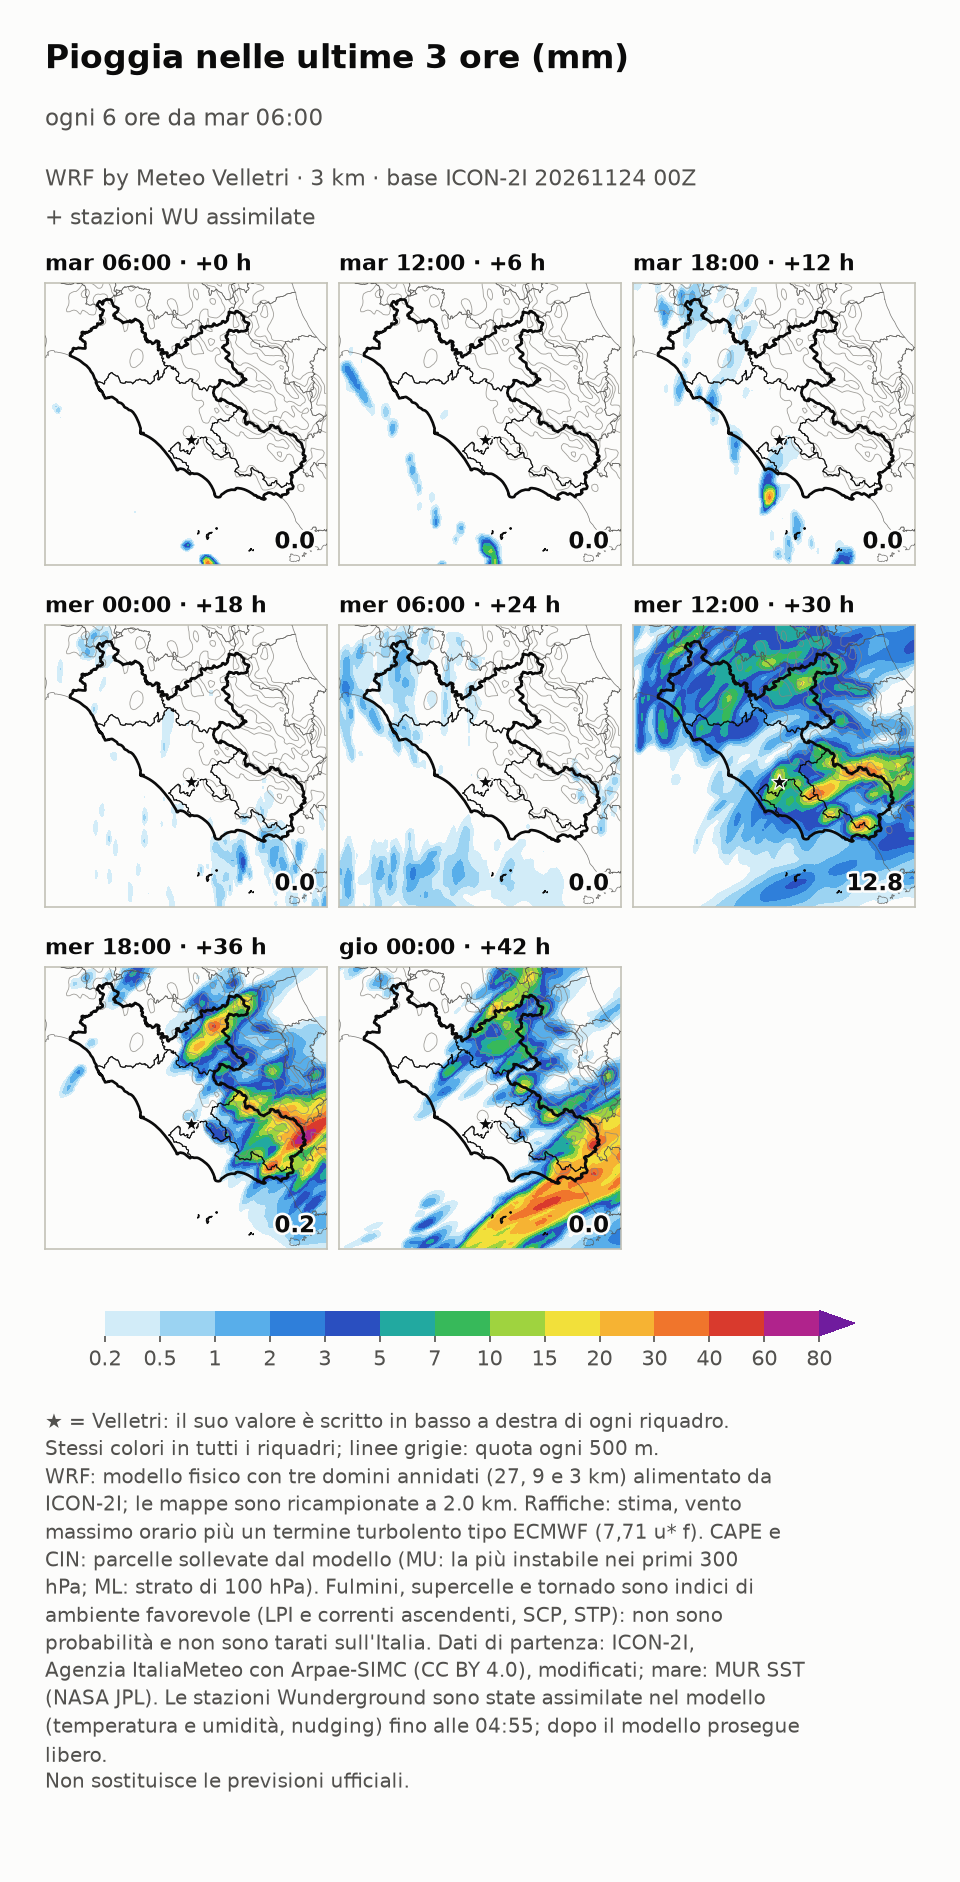 Pioggia nelle ultime 3 ore (mm)
ogni 6 ore da mar 06:00
WRF by Meteo Velletri · 3 km · base ICON-2I 20261124 00Z
+ stazioni WU assimilate
mar 06:00 · +0 h
mar 12:00 · +6 h
mar 18:00 · +12 h
0.0
0.0
0.0
mer 00:00 · +18 h
mer 06:00 · +24 h
mer 12:00 · +30 h
0.0
0.0
12.8
mer 18:00 · +36 h
gio 00:00 · +42 h
0.2
0.0
0.2 0.5 1 2 3 5 7 10 15 20 30 40 60 80
★ = Velletri: il suo valore è scritto in basso a destra di ogni riquadro.
Stessi colori in tutti i riquadri; linee grigie: quota ogni 500 m.
WRF: modello fisico con tre domini annidati (27, 9 e 3 km) alimentato da
ICON-2I; le mappe sono ricampionate a 2.0 km. Raffiche: stima, vento
massimo orario più un termine turbolento tipo ECMWF (7,71 u* f). CAPE e
CIN: parcelle sollevate dal modello (MU: la più instabile nei primi 300
hPa; ML: strato di 100 hPa). Fulmini, supercelle e tornado sono indici di
ambiente favorevole (LPI e correnti ascendenti, SCP, STP): non sono
probabilità e non sono tarati sull'Italia. Dati di partenza: ICON-2I,
Agenzia ItaliaMeteo con Arpae-SIMC (CC BY 4.0), modificati; mare: MUR SST
(NASA JPL). Le stazioni Wunderground sono state assimilate nel modello
(temperatura e umidità, nudging) fino alle 04:55; dopo il modello prosegue
libero.
Non sostituisce le previsioni ufficiali.